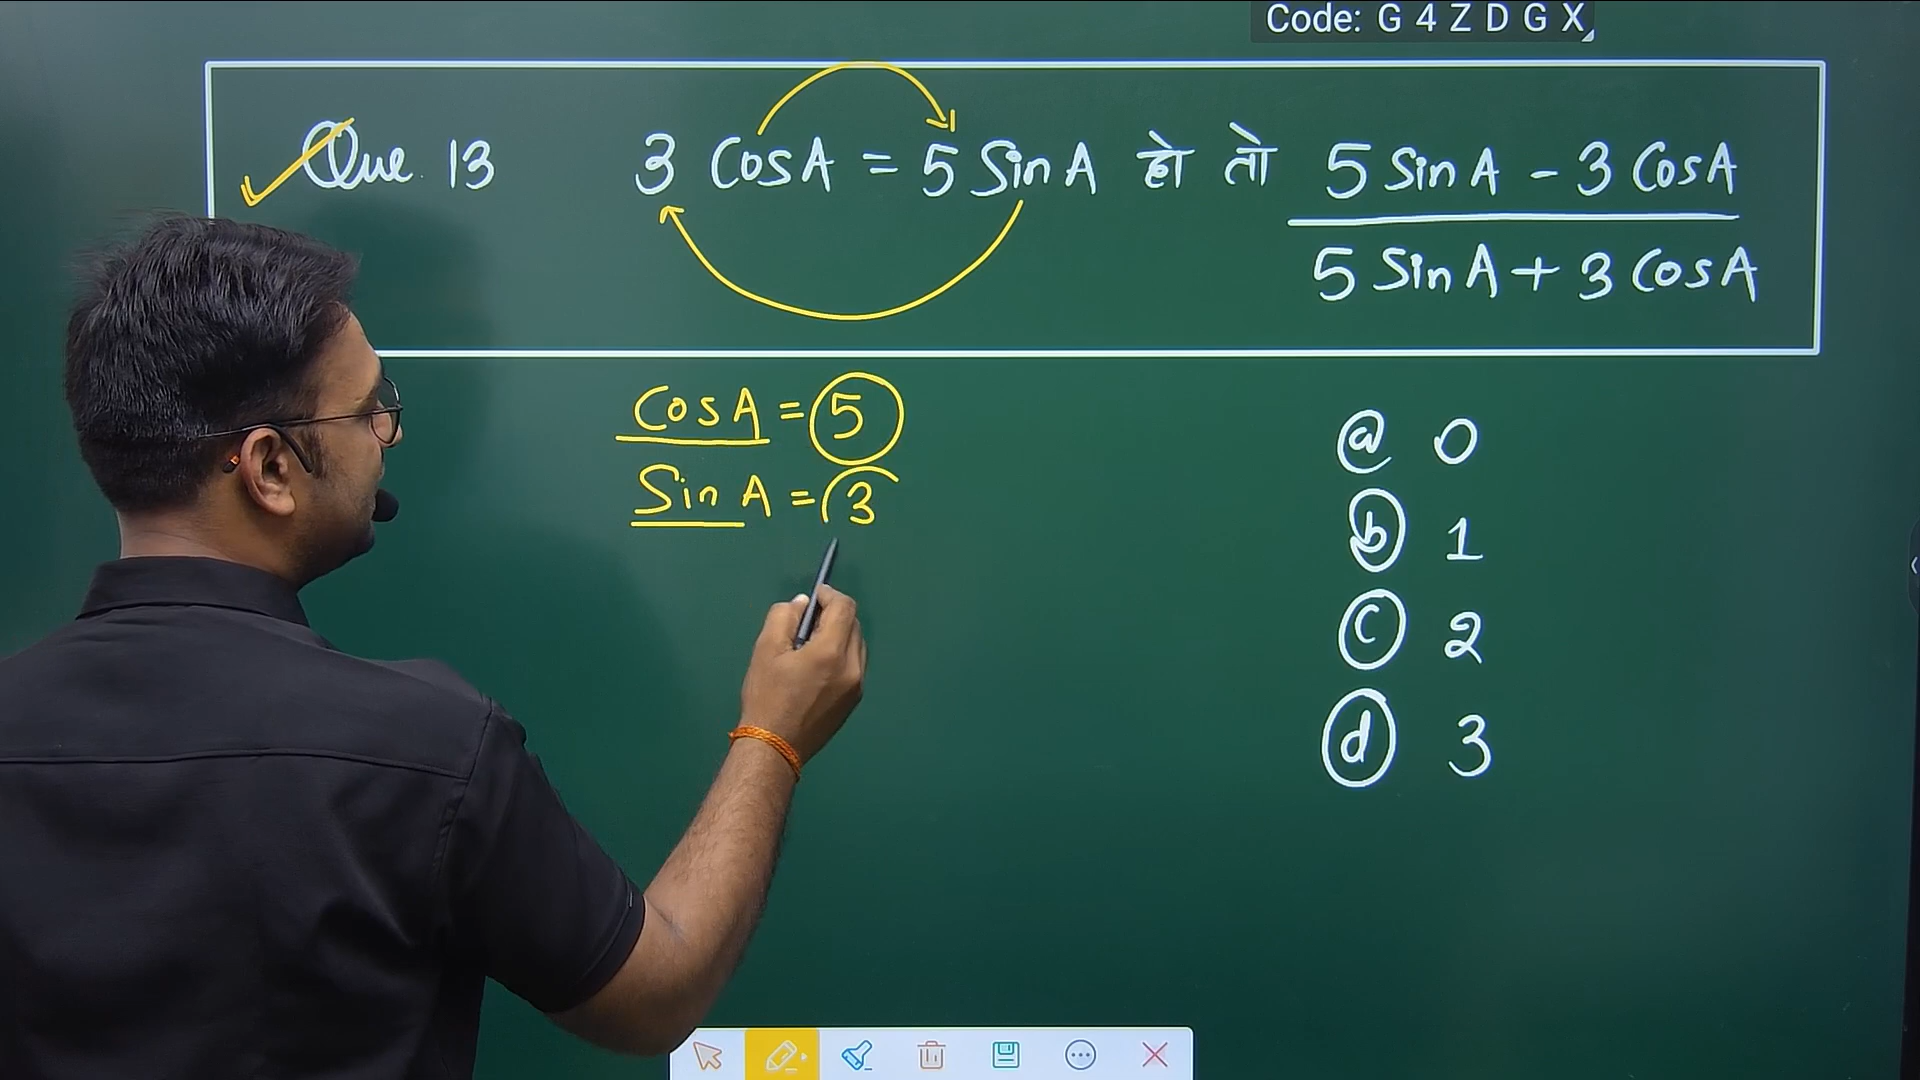 Code: G 4 Z D G X
Que. 13 3 CosA = 5 SinA हो तो 5 SinA - 3 CosA
5 SinA + 3 CosA
CosA = 5
SinA = 3
ⓐ 0
ⓑ 1
ⓒ 2
ⓓ 3